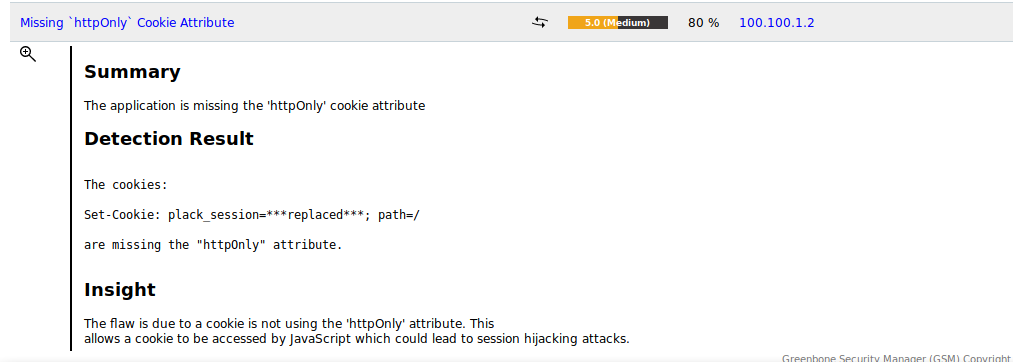 Missing `httpOnly` Cookie Attribute 5.0 (Medium) 80 % 100.100.1.2
Summary
The application is missing the 'httpOnly' cookie attribute
Detection Result
The cookies:
Set-Cookie: plack_session=***replaced***; path=/
are missing the "httpOnly" attribute.
Insight
The flaw is due to a cookie is not using the 'httpOnly' attribute. This
allows a cookie to be accessed by JavaScript which could lead to session hijacking attacks.
Greenbone Security Manager (GSM) Copyright